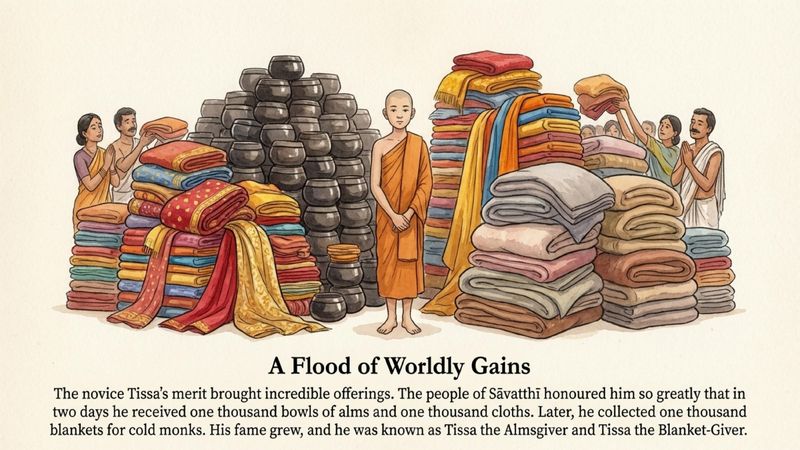 A Flood of Worldly Gains
The novice Tissa's merit brought incredible offerings. The people of Sāvatthī honoured him so greatly that in
two days he received one thousand bowls of alms and one thousand cloths. Later, he collected one thousand
blankets for cold monks. His fame grew, and he was known as Tissa the Almsgiver and Tissa the Blanket-Giver.